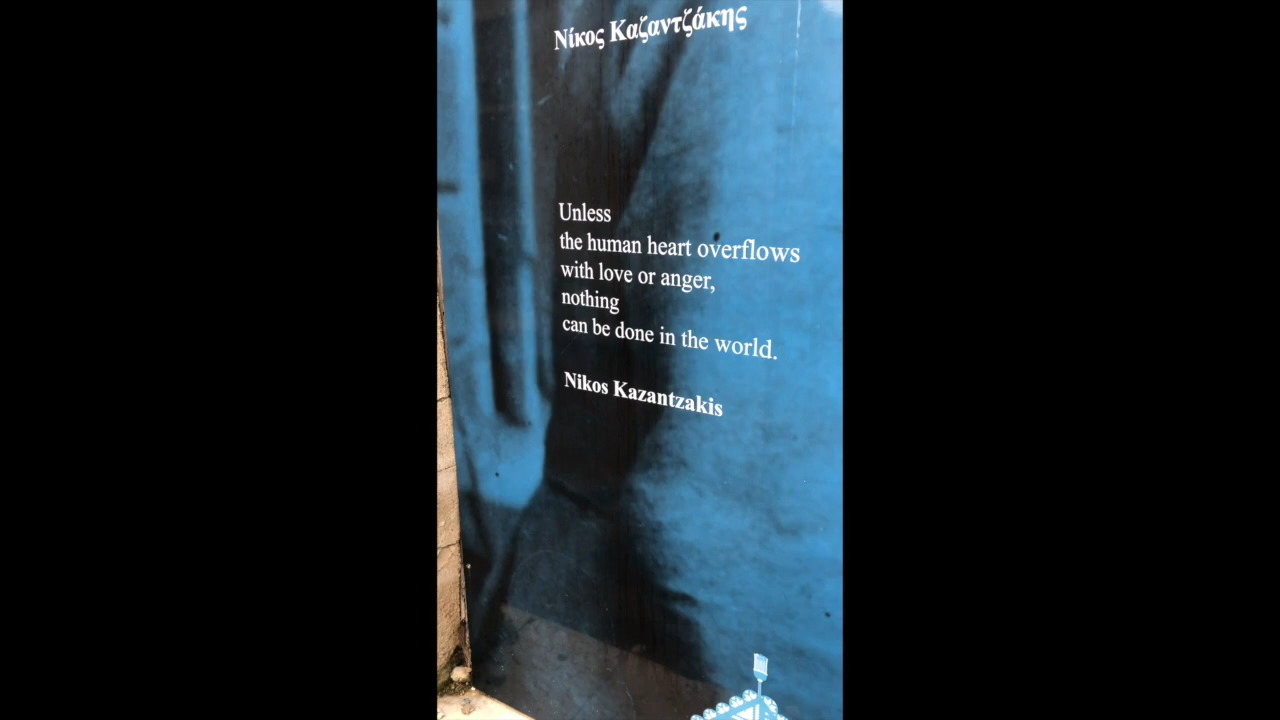 Νίκος Καζαντζάκης
Unless
the human heart overflows
with love or anger,
nothing
can be done in the world.
Nikos Kazantzakis